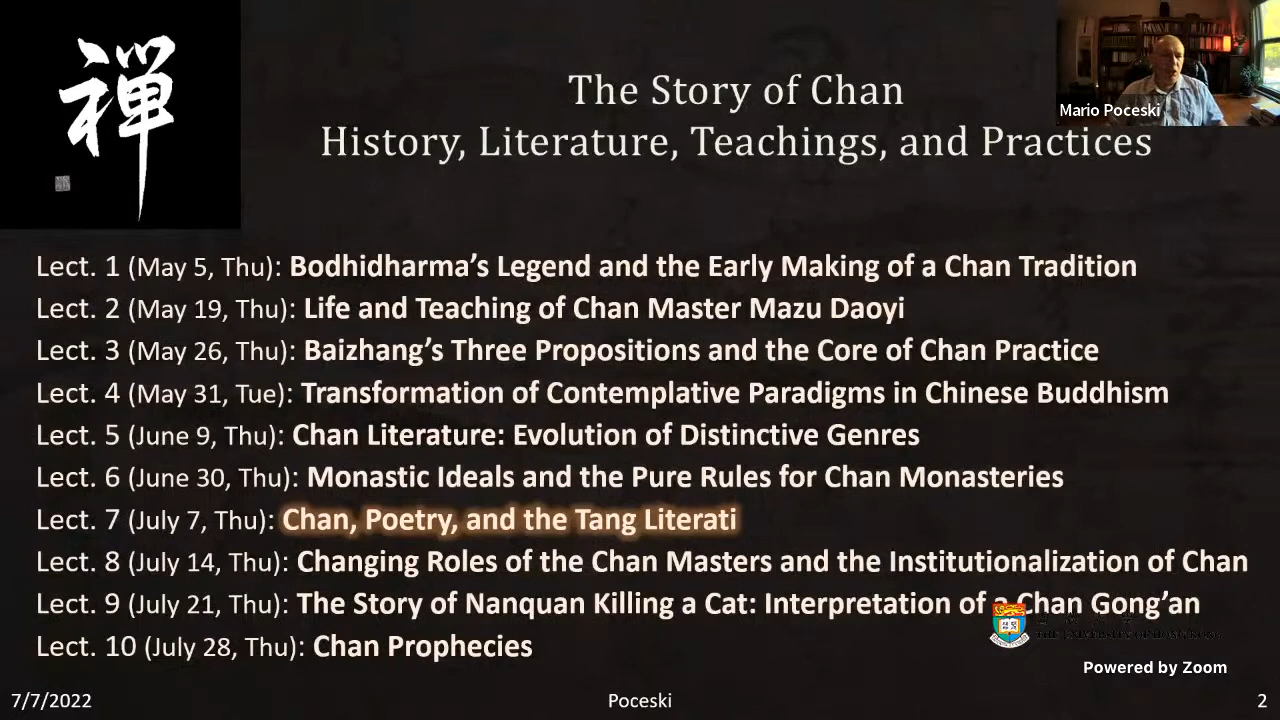 禪
The Story of Chan
History, Literature, Teachings, and Practices
Mario Poceski
Lect. 1 (May 5, Thu): Bodhidharma’s Legend and the Early Making of a Chan Tradition
Lect. 2 (May 19, Thu): Life and Teaching of Chan Master Mazu Daoyi
Lect. 3 (May 26, Thu): Baizhang’s Three Propositions and the Core of Chan Practice
Lect. 4 (May 31, Tue): Transformation of Contemplative Paradigms in Chinese Buddhism
Lect. 5 (June 9, Thu): Chan Literature: Evolution of Distinctive Genres
Lect. 6 (June 30, Thu): Monastic Ideals and the Pure Rules for Chan Monasteries
Lect. 7 (July 7, Thu): Chan, Poetry, and the Tang Literati
Lect. 8 (July 14, Thu): Changing Roles of the Chan Masters and the Institutionalization of Chan
Lect. 9 (July 21, Thu): The Story of Nanquan Killing a Cat: Interpretation of a Chan Gong’an
Lect. 10 (July 28, Thu): Chan Prophecies
Powered by Zoom
7/7/2022
Poceski
2